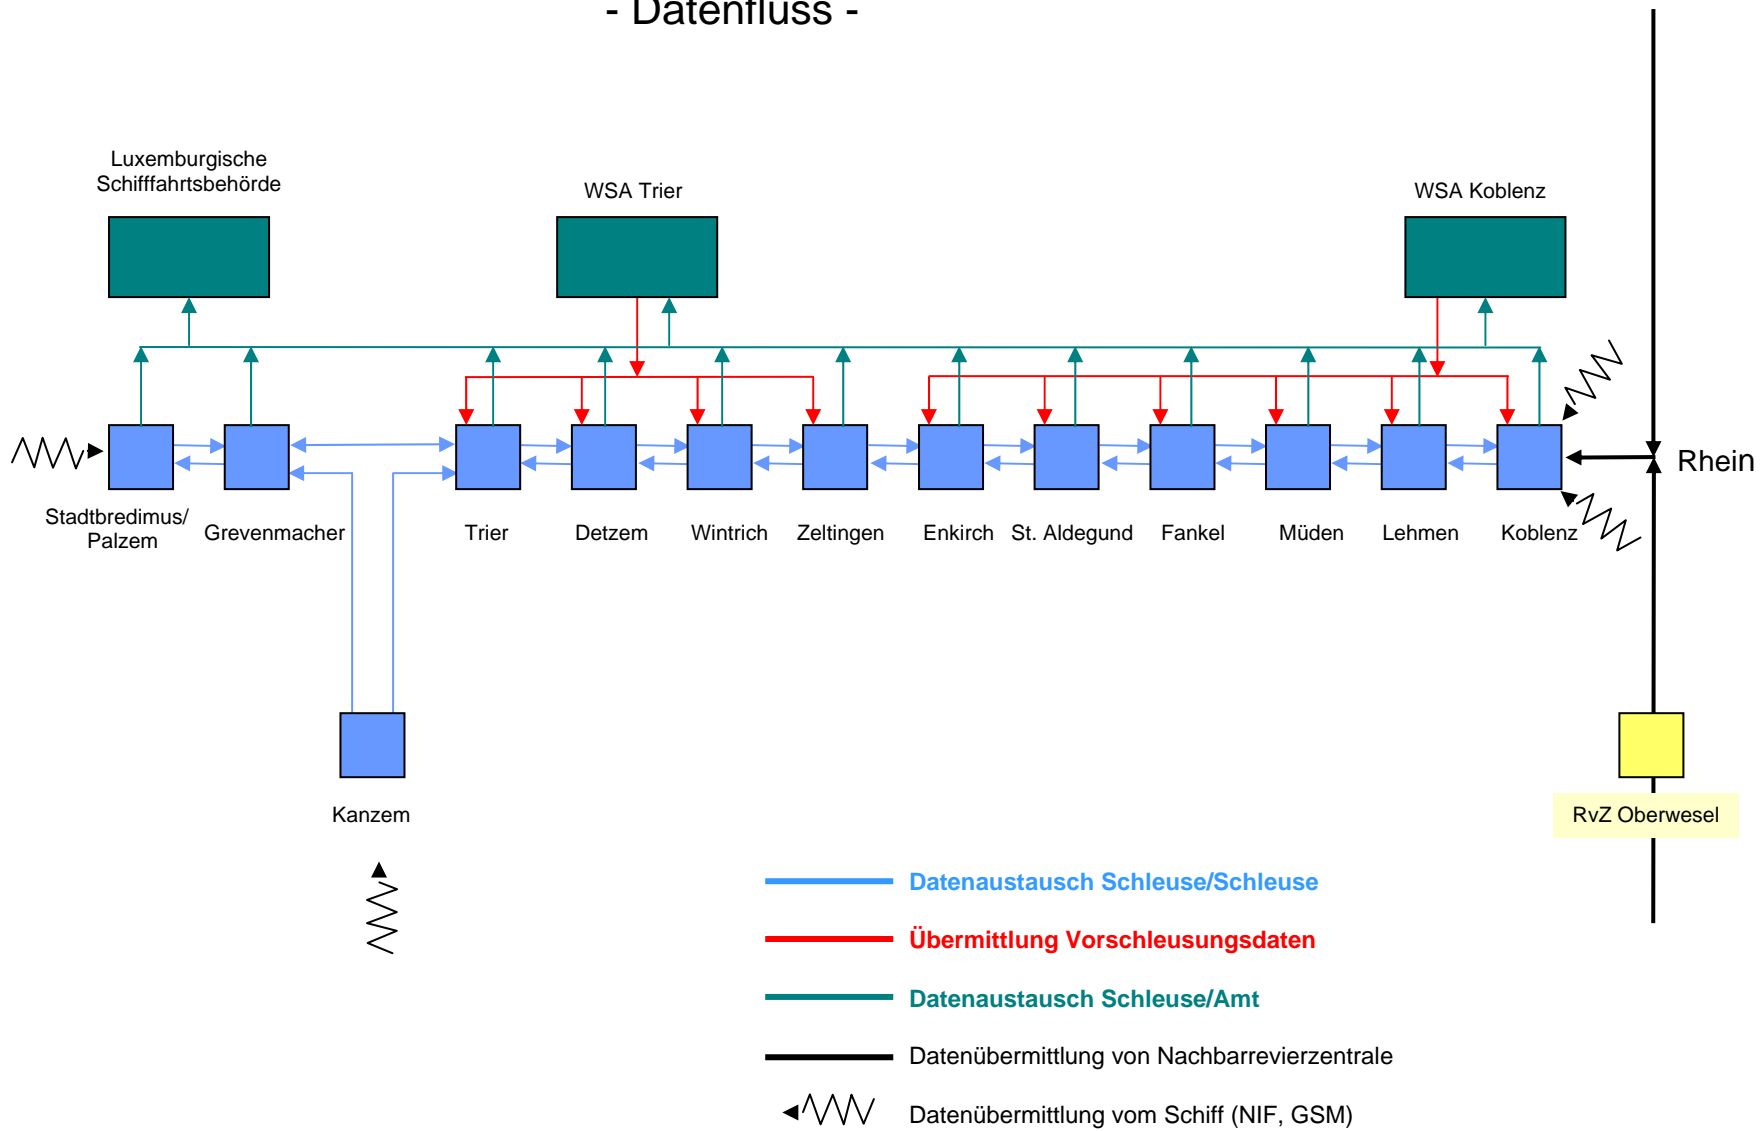 - Datenfluss -
Luxemburgische
Schifffahrtsbehörde
WSA Trier
WSA Koblenz
Rhein
Stadtbredimus/
Palzem
Grevenmacher
Trier
Detzem
Wintrich
Zeltingen
Enkirch
St. Aldegund
Fankel
Müden
Lehmen
Koblenz
Kanzem
RvZ Oberwesel
Datenaustausch Schleuse/Schleuse
Übermittlung Vorschleusungsdaten
Datenaustausch Schleuse/Amt
Datenübermittlung von Nachbarrevierzentrale
Datenübermittlung vom Schiff (NIF, GSM)